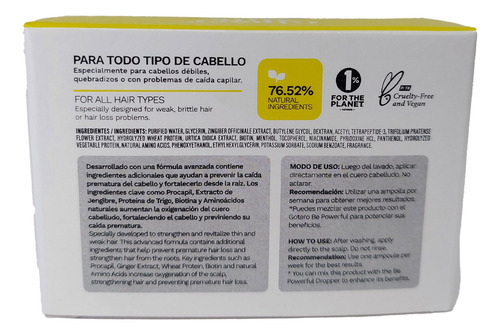 PARA TODO TIPO DE CABELLO
Especialmente para cabellos débiles,
quebradizos o con problemas de caída capilar.
FOR ALL HAIR TYPES
Especially designed for weak, brittle hair
or hair loss problems.
76.52%
NATURAL
INGREDIENTS
1%
FOR THE
PLANET
Cruelty-Free
and Vegan
INGREDIENTES / INGREDIENTS: PURIFIED WATER, GLYCERIN, ZINGIBER OFFICINALE EXTRACT, BUTYLENE GLYCOL, DEXTRAN, ACETYL TETRAPEPTIDE-3, TRIFOLIUM PRATENSE
FLOWER EXTRACT, HYDROLYZED WHEAT PROTEIN, URTICA DIOICA EXTRACT, BIOTIN, MENTHOL, TOCOPHEROL, NIACINAMIDE, PYRIDOXINE HCL, PANTHENOL, HYDROLYZED
VEGETABLE PROTEIN, NATURAL AMINO ACIDS, PHENOXYETHANOL, ETHYLHEXYLGLYCERIN, POTASSIUM SORBATE, SODIUM BENZOATE, FRAGRANCE.
Desarrollado con una fórmula avanzada contiene
ingredientes adicionales que ayudan a prevenir la caída
prematura del cabello y fortalecerlo desde la raíz. Los
ingredientes clave como Procapil, Extracto de
Jengibre, Proteína de Trigo, Biotina y Aminoácidos
naturales aumentan la oxigenación del cuero
cabelludo, fortaleciendo el cabello y previniendo su
caída prematura.
Specially developed to strengthen and revitalize thin and
weak hair. This advanced formula contains additional
ingredients that help prevent premature hair loss and
strengthen hair from the roots. Key ingredients such as
Procapil, Ginger Extract, Wheat Protein, Biotin and natural
Amino Acids increase oxygenation of the scalp,
strengthening hair and preventing premature hair loss.
MODO DE USO: Luego del lavado, aplicar
directamente en el cuero cabelludo. No
aclarar.
Recomendación: Utilizar una ampolla por
semana para obtener mejores resultados.
*Puedes mezclar este producto con el
Gotero Be Powerful para potenciar sus
beneficios.
HOW TO USE: After washing, apply
directly to the scalp. Do not rinse.
Recommendation: Use one ampoule
per week for the best results.
* You can mix this product with the Be
Powerful Dropper to enhance its benefits.